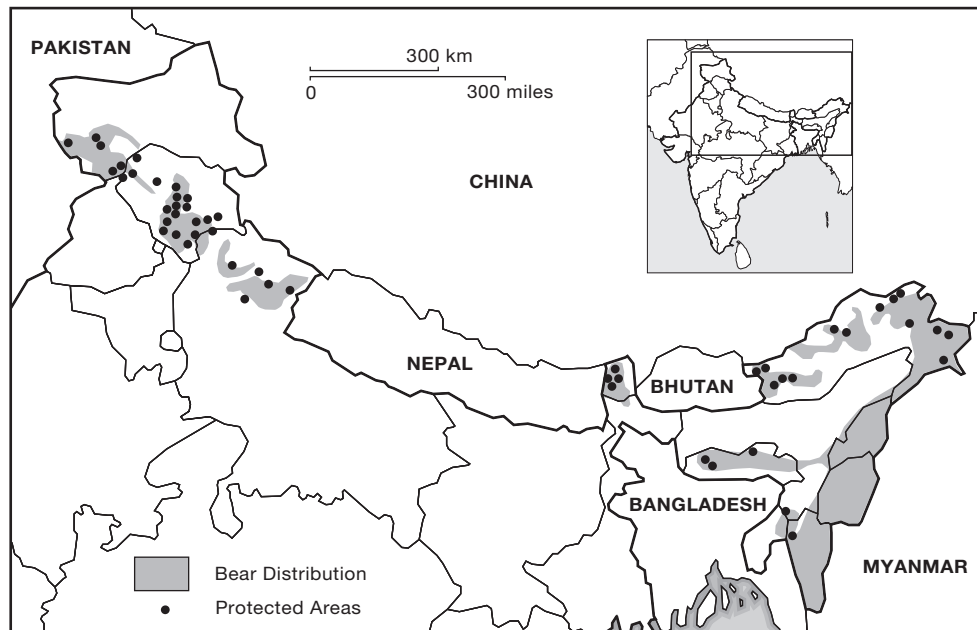 PAKISTAN
300 km
0
300 miles
CHINA
NEPAL
BHUTAN
BANGLADESH
MYANMAR
Bear Distribution
Protected Areas